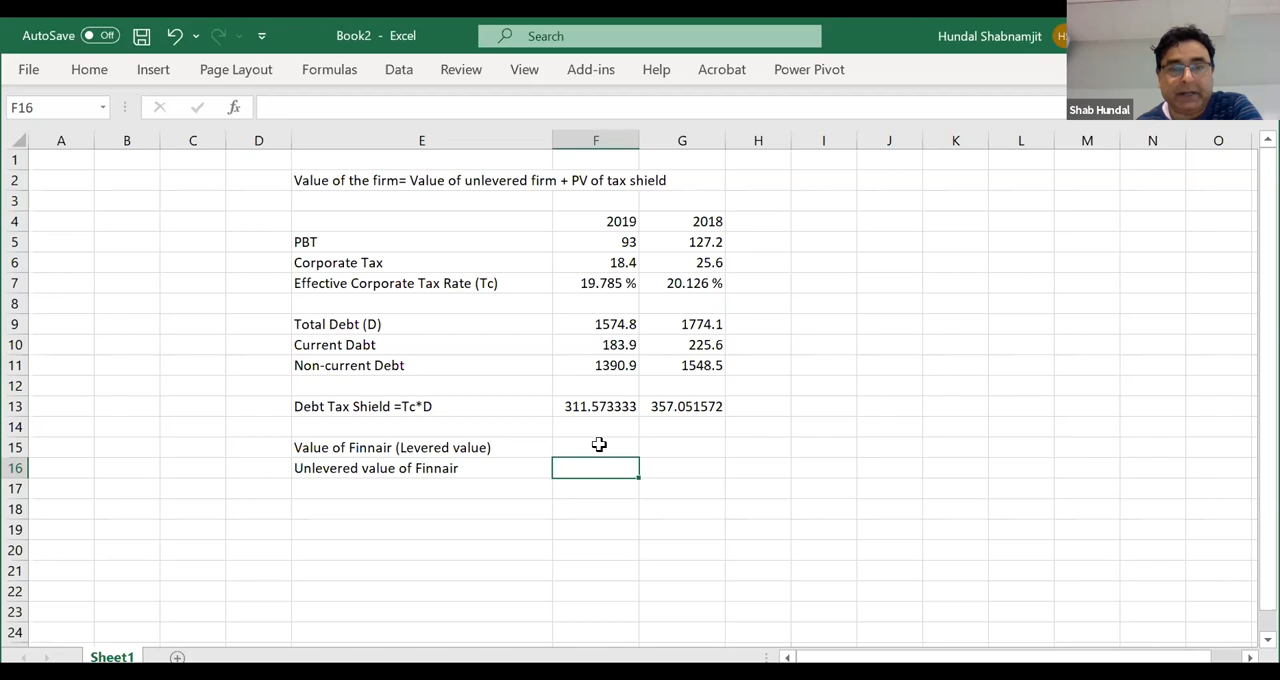 AutoSave Off Book2 - Excel Search Hundal Shabnamjit
File Home Insert Page Layout Formulas Data Review View Add-ins Help Acrobat Power Pivot
Shab Hundal
F16 fx
A B C D E F G H I J K L M N O
1
2 Value of the firm= Value of unlevered firm + PV of tax shield
3
4 2019 2018
5 PBT 93 127.2
6 Corporate Tax 18.4 25.6
7 Effective Corporate Tax Rate (Tc) 19.785 % 20.126 %
8
9 Total Debt (D) 1574.8 1774.1
10 Current Dabt 183.9 225.6
11 Non-current Debt 1390.9 1548.5
12
13 Debt Tax Shield =Tc*D 311.573333 357.051572
14
15 Value of Finnair (Levered value)
16 Unlevered value of Finnair
17
18
19
20
21
22
23
24
Sheet1